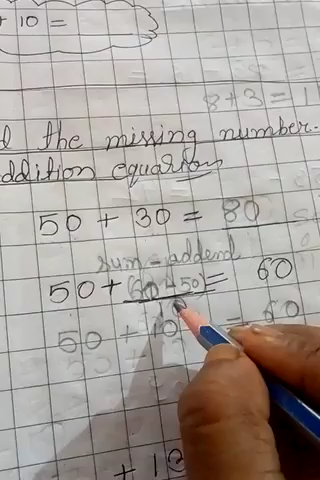 + 10 =
8 + 3 = 1
the missing number.
addition equation
50 + 30 = 80
sum - addend
50 + (60 - 50) = 60
10
50 + 10 = 60
+ 10